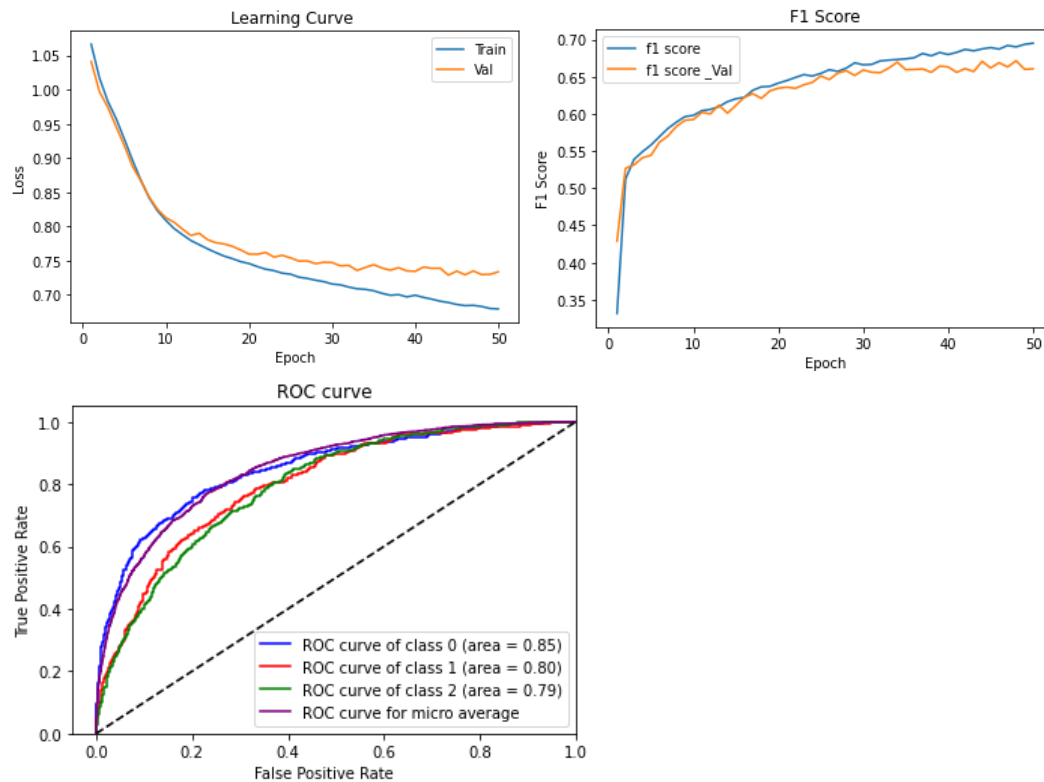 Learning Curve
1.05
1.00
0.95
0.90
0.85
0.80
0.75
0.70
Loss
Train
Val
0 10 20 30 40 50
Epoch
F1 Score
0.70
0.65
0.60
0.55
0.50
0.45
0.40
0.35
F1 Score
f1 score
f1 score _Val
0 10 20 30 40 50
Epoch
ROC curve
1.0
0.8
0.6
0.4
0.2
0.0
True Positive Rate
ROC curve of class 0 (area = 0.85)
ROC curve of class 1 (area = 0.80)
ROC curve of class 2 (area = 0.79)
ROC curve for micro average
0.0 0.2 0.4 0.6 0.8 1.0
False Positive Rate